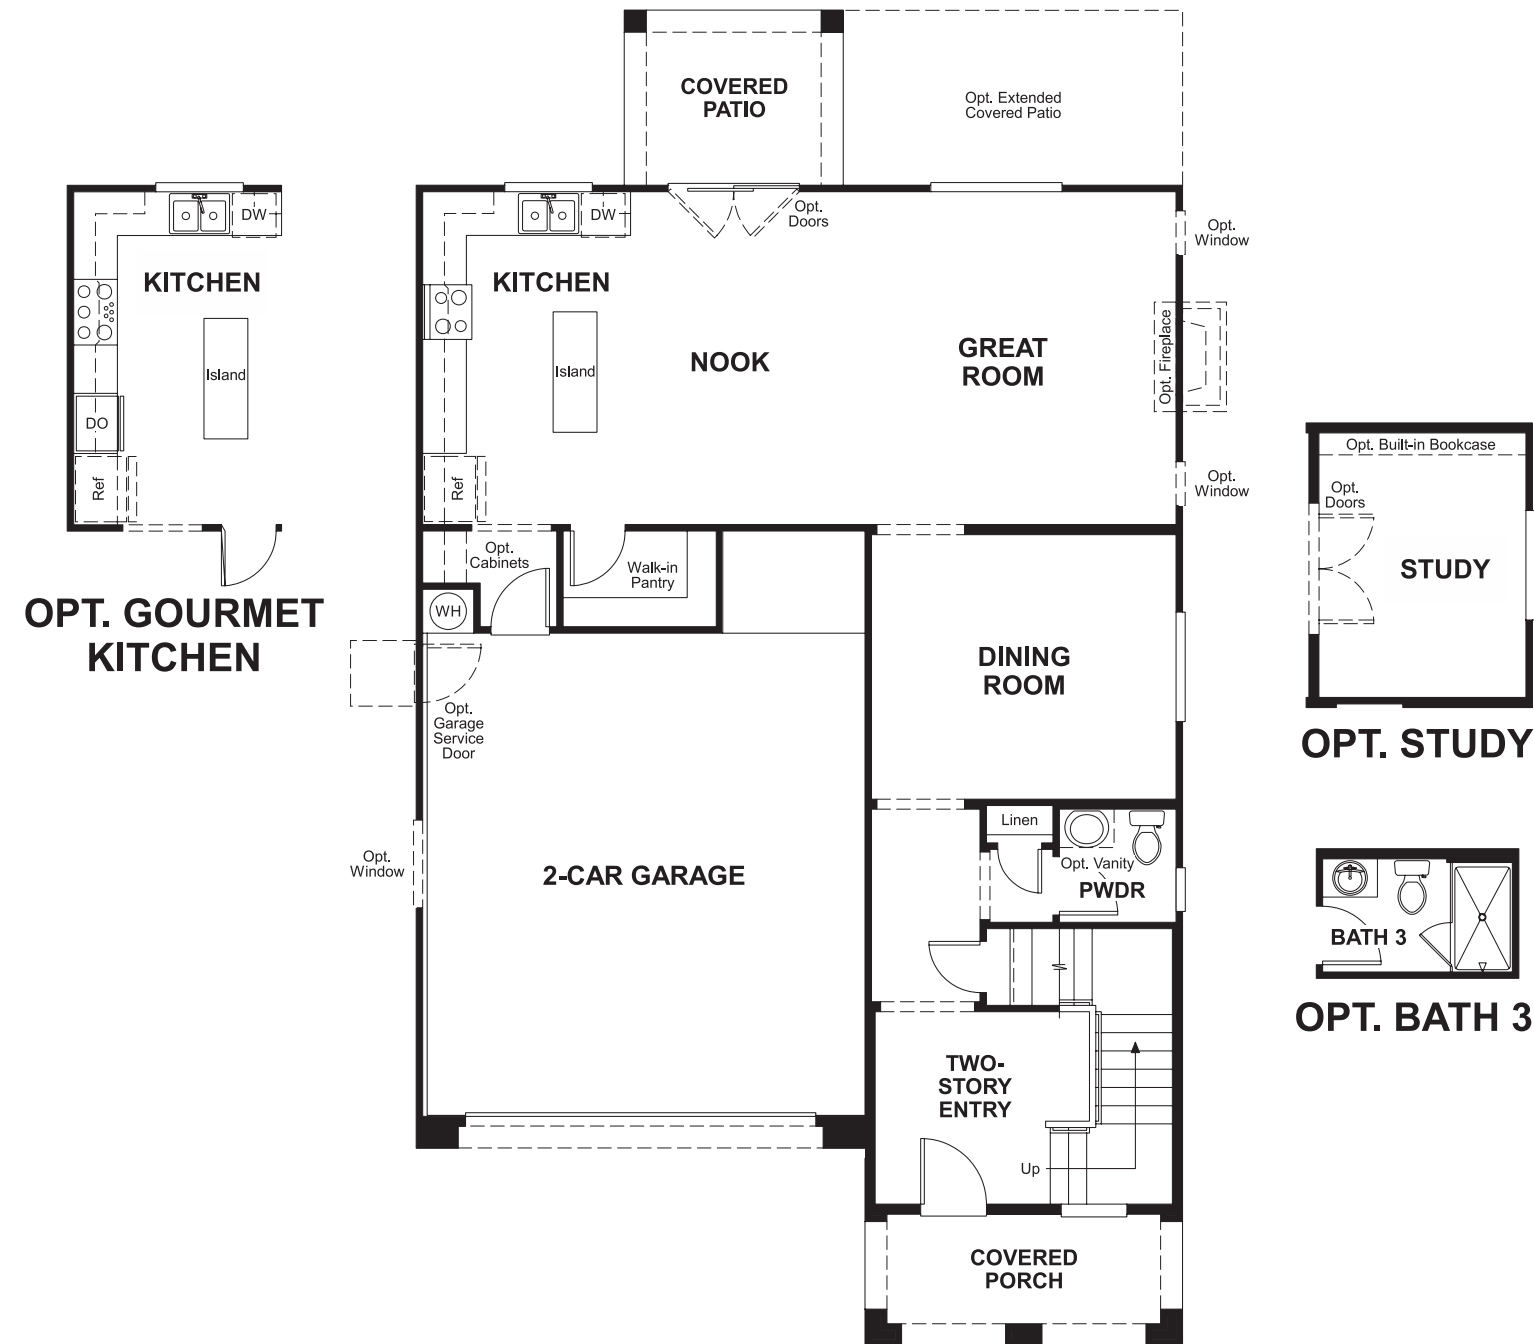 COVERED
PATIO
Opt. Extended
Covered Patio
DW
KITCHEN
Island
DO
Ref
OPT. GOURMET
KITCHEN
DW
Opt.
Doors
KITCHEN
Island
NOOK
GREAT
ROOM
Opt.
Window
Opt. Fireplace
Opt.
Window
Ref
Opt.
Cabinets
Walk-in
Pantry
WH
Opt.
Garage
Service
Door
DINING
ROOM
Opt. Built-in Bookcase
Opt.
Doors
STUDY
OPT. STUDY
Opt.
Window
2-CAR GARAGE
Linen
Opt. Vanity
PWDR
BATH 3
OPT. BATH 3
TWO-
STORY
ENTRY
Up
COVERED
PORCH